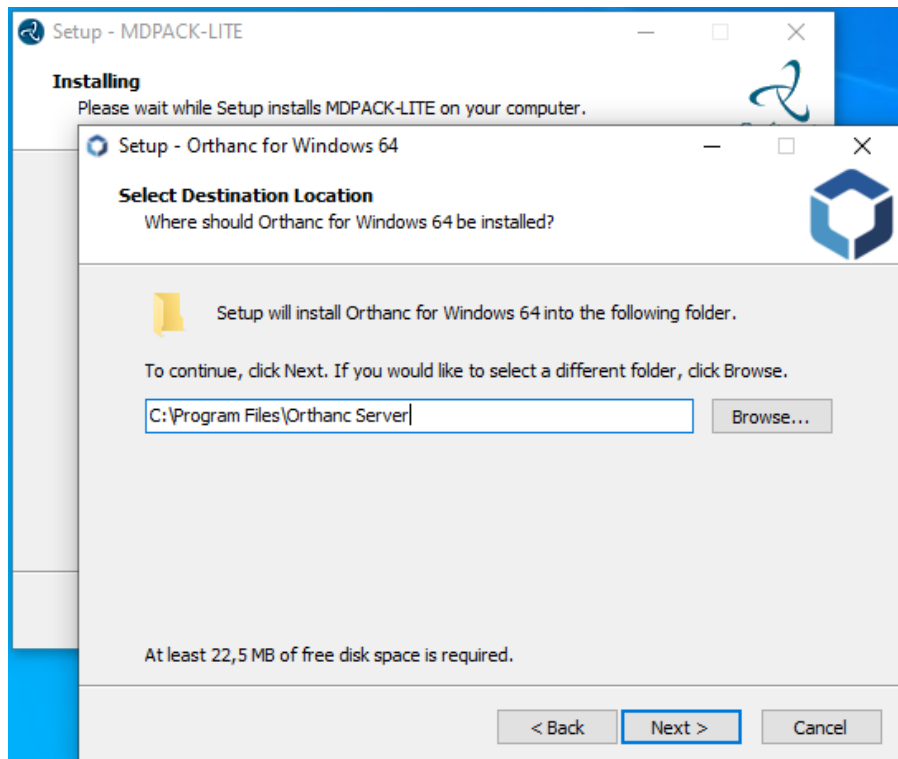 Setup - MDPACK-LITE
Installing
Please wait while Setup installs MDPACK-LITE on your computer.
Setup - Orthanc for Windows 64
Select Destination Location
Where should Orthanc for Windows 64 be installed?
Setup will install Orthanc for Windows 64 into the following folder.
To continue, click Next. If you would like to select a different folder, click Browse.
C:\Program Files\Orthanc Server
Browse...
At least 22,5 MB of free disk space is required.
< Back
Next >
Cancel